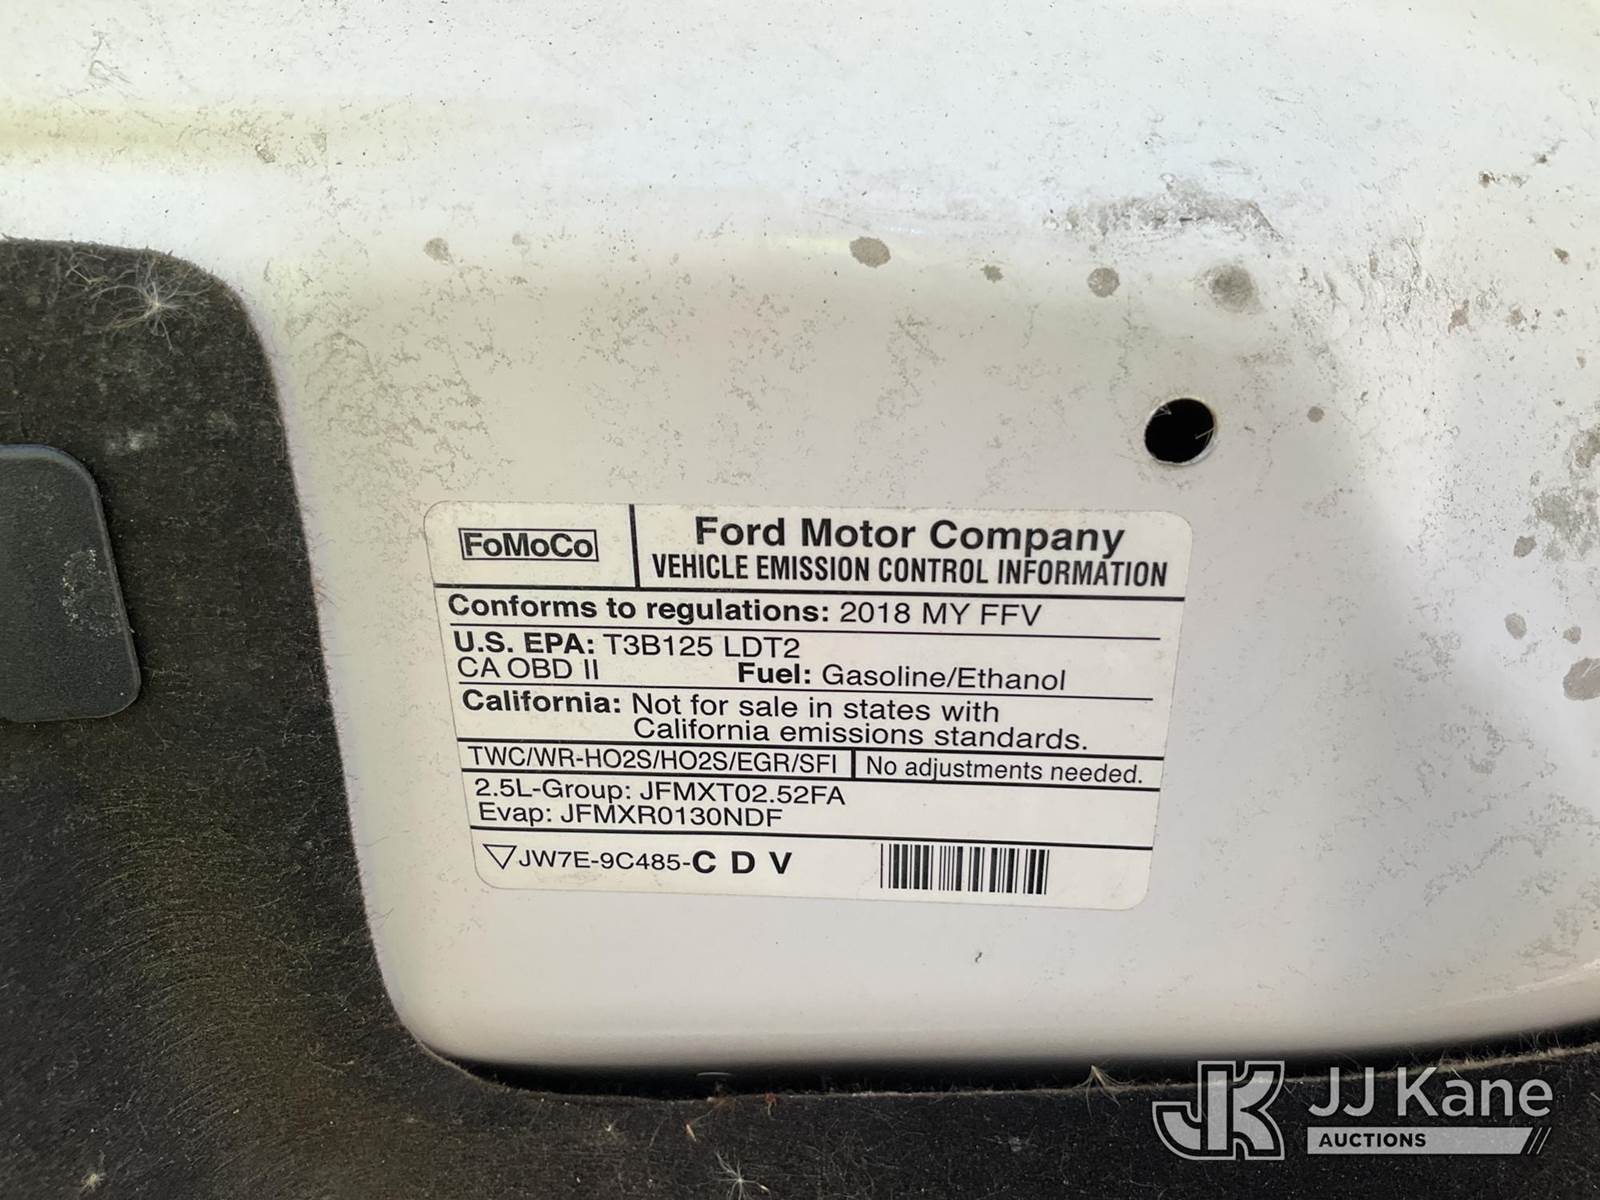 FoMoCo
Ford Motor Company
VEHICLE EMISSION CONTROL INFORMATION
Conforms to regulations: 2018 MY FFV
U.S. EPA: T3B125 LDT2
CA OBD II Fuel: Gasoline/Ethanol
California: Not for sale in states with
California emissions standards.
TWC/WR-HO2S/HO2S/EGR/SFI No adjustments needed.
2.5L-Group: JFMXT02.52FA
Evap: JFMXR0130NDF
JW7E-9C485-C D V
JK JJ Kane
AUCTIONS